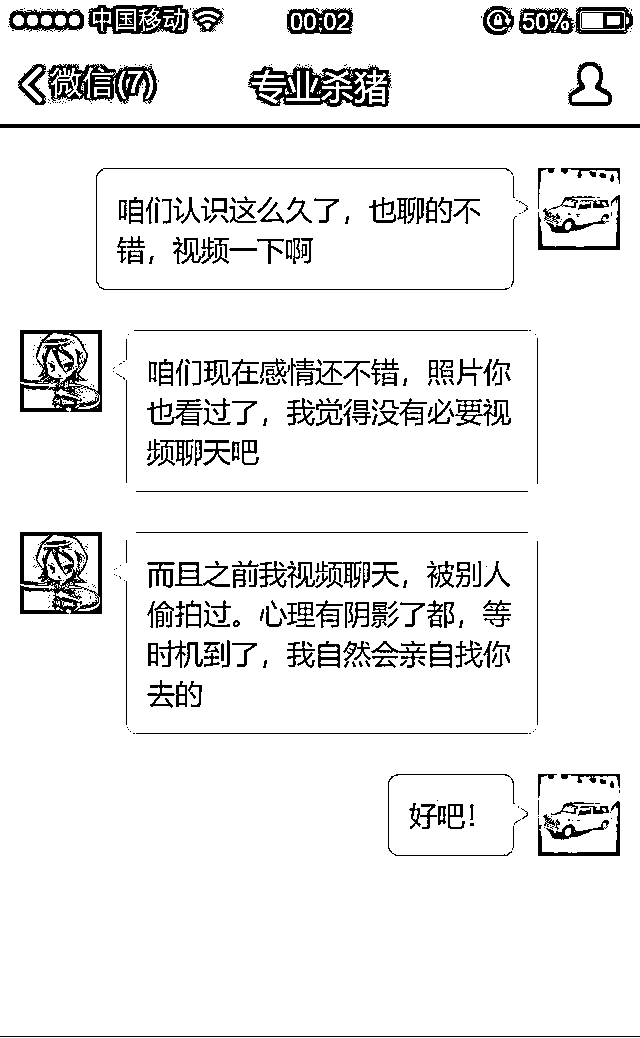 中国移动
00:02
50%
微信(7)
专业杀猪
咱们认识这么久了，也聊的不
错，视频一下啊
咱们现在感情还不错，照片你
也看过了，我觉得没有必要视
频聊天吧
而且之前我视频聊天，被别人
偷拍过。心理有阴影了都，等
时机到了，我自然会亲自找你
去的
好吧！